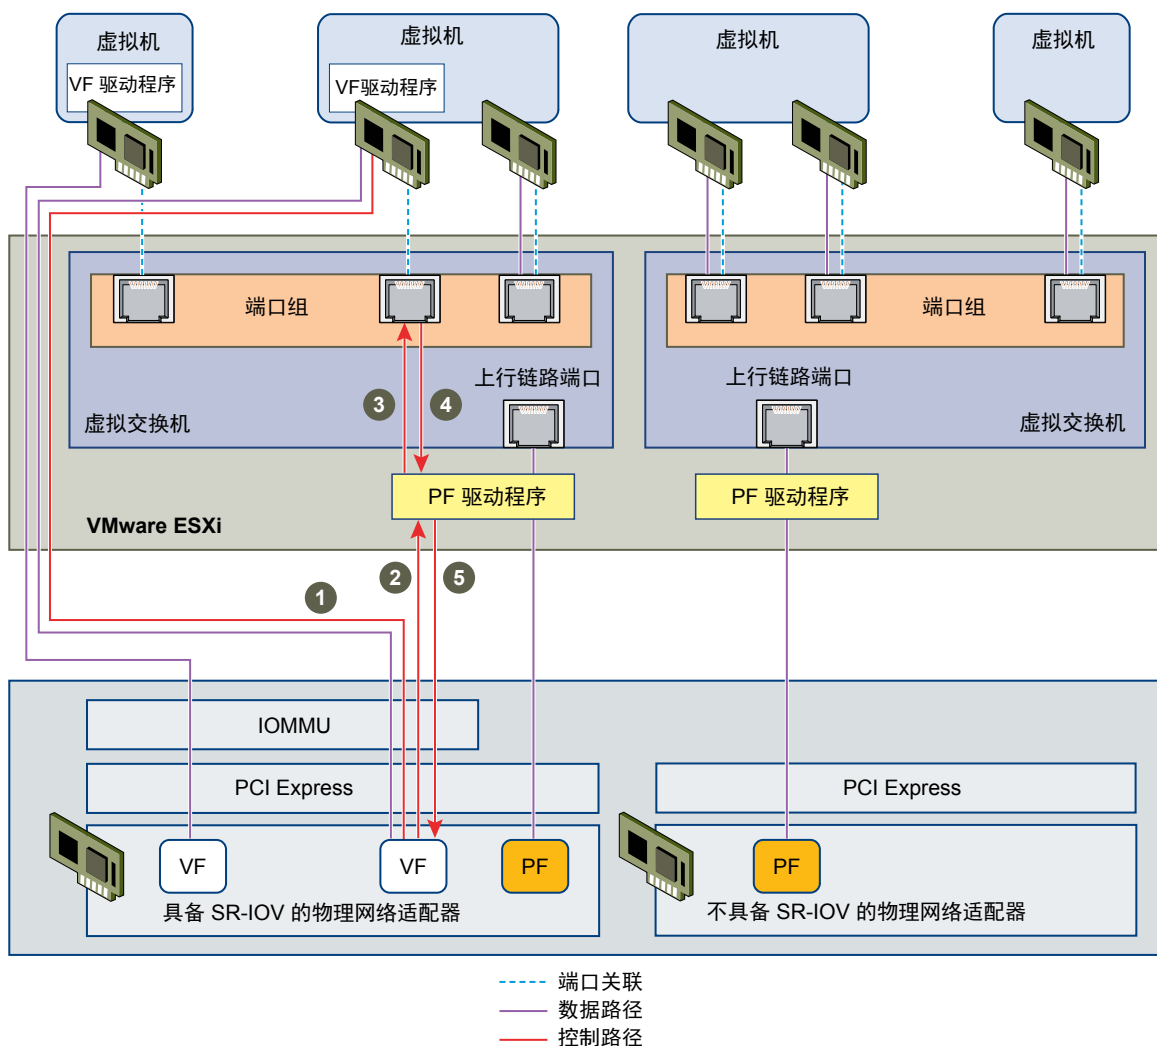 虚拟机
虚拟机
虚拟机
虚拟机
VF 驱动程序
VF驱动程序
端口组
端口组
上行链路端口
上行链路端口
3
4
虚拟交换机
虚拟交换机
PF 驱动程序
PF 驱动程序
VMware ESXi
2
5
1
IOMMU
PCI Express
PCI Express
VF
VF
PF
PF
具备 SR-IOV 的物理网络适配器
不具备 SR-IOV 的物理网络适配器
端口关联
数据路径
控制路径